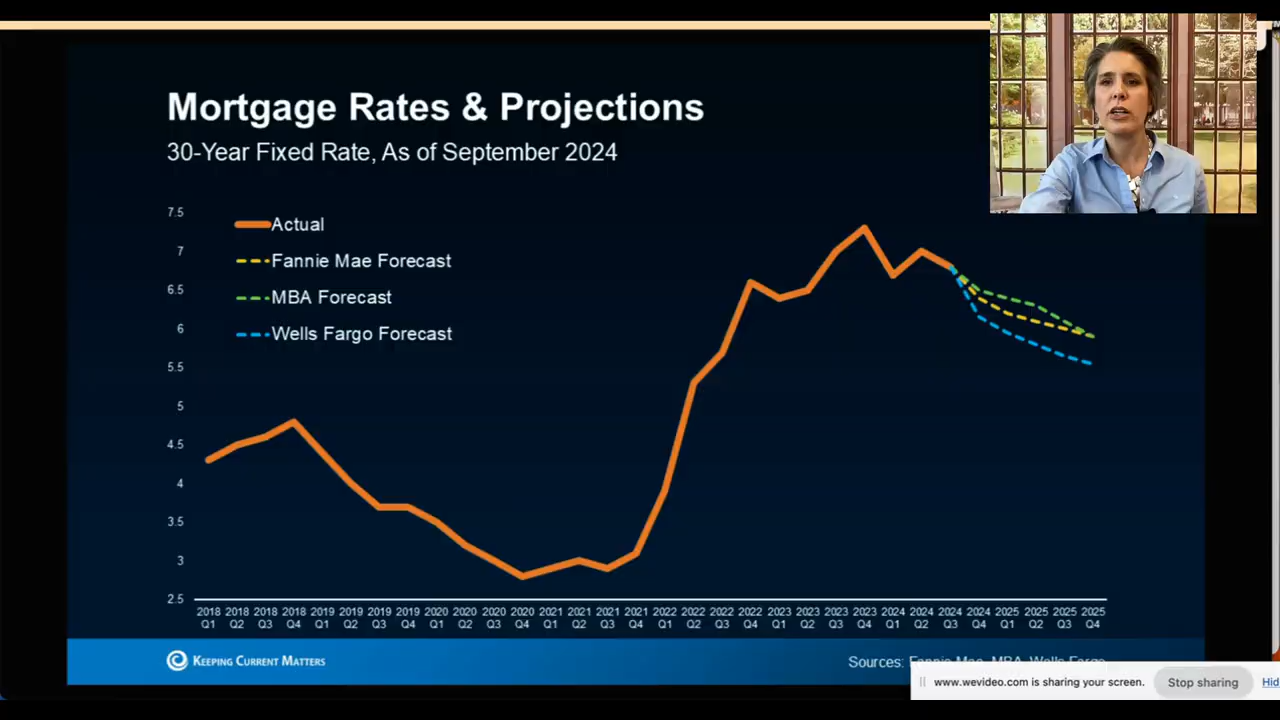 Mortgage Rates & Projections
30-Year Fixed Rate, As of September 2024
7.5
Actual
7
Fannie Mae Forecast
6.5
MBA Forecast
6
Wells Fargo Forecast
5.5
5
4.5
4
3.5
3
2.5
2018 2018 2018 2018 2019 2019 2019 2019 2020 2020 2020 2020 2021 2021 2021 2021 2022 2022 2022 2022 2023 2023 2023 2023 2024 2024 2024 2024 2025 2025 2025 2025
Q1 Q2 Q3 Q4 Q1 Q2 Q3 Q4 Q1 Q2 Q3 Q4 Q1 Q2 Q3 Q4 Q1 Q2 Q3 Q4 Q1 Q2 Q3 Q4 Q1 Q2 Q3 Q4 Q1 Q2 Q3 Q4
KEEPING CURRENT MATTERS
Sources: Fannie Mae, MBA, Wells Fargo
www.wevideo.com is sharing your screen.
Stop sharing
Hid